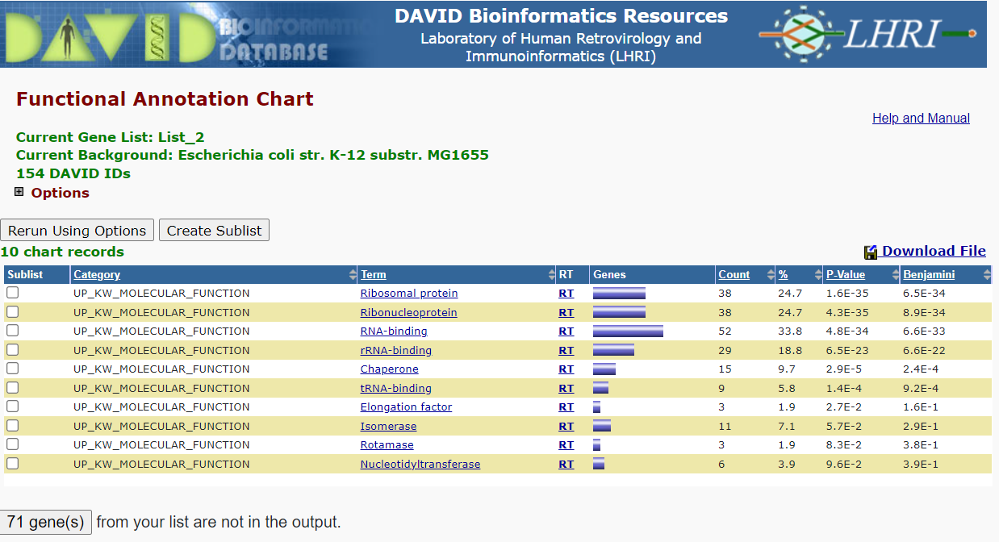 DAVID BIOINFORMATICS DATABASE
DAVID Bioinformatics Resources
Laboratory of Human Retrovirology and
Immunoinformatics (LHRI)
LHRI
Functional Annotation Chart
Help and Manual
Current Gene List: List_2
Current Background: Escherichia coli str. K-12 substr. MG1655
154 DAVID IDs
Options
Rerun Using Options Create Sublist
10 chart records Download File
Sublist Category Term RT Genes Count % P-Value Benjamini
UP_KW_MOLECULAR_FUNCTION Ribosomal protein RT 38 24.7 1.6E-35 6.5E-34
UP_KW_MOLECULAR_FUNCTION Ribonucleoprotein RT 38 24.7 4.3E-35 8.9E-34
UP_KW_MOLECULAR_FUNCTION RNA-binding RT 52 33.8 4.8E-34 6.6E-33
UP_KW_MOLECULAR_FUNCTION rRNA-binding RT 29 18.8 6.5E-23 6.6E-22
UP_KW_MOLECULAR_FUNCTION Chaperone RT 15 9.7 2.9E-5 2.4E-4
UP_KW_MOLECULAR_FUNCTION tRNA-binding RT 9 5.8 1.4E-4 9.2E-4
UP_KW_MOLECULAR_FUNCTION Elongation factor RT 3 1.9 2.7E-2 1.6E-1
UP_KW_MOLECULAR_FUNCTION Isomerase RT 11 7.1 5.7E-2 2.9E-1
UP_KW_MOLECULAR_FUNCTION Rotamase RT 3 1.9 8.3E-2 3.8E-1
UP_KW_MOLECULAR_FUNCTION Nucleotidyltransferase RT 6 3.9 9.6E-2 3.9E-1
71 gene(s) from your list are not in the output.